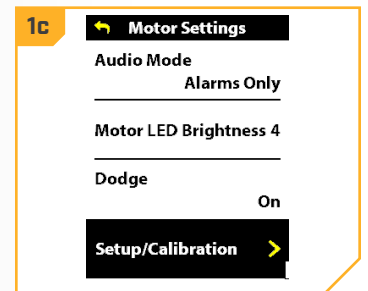 1c
Motor Settings
Audio Mode
Alarms Only
Motor LED Brightness 4
Dodge
On
Setup/Calibration